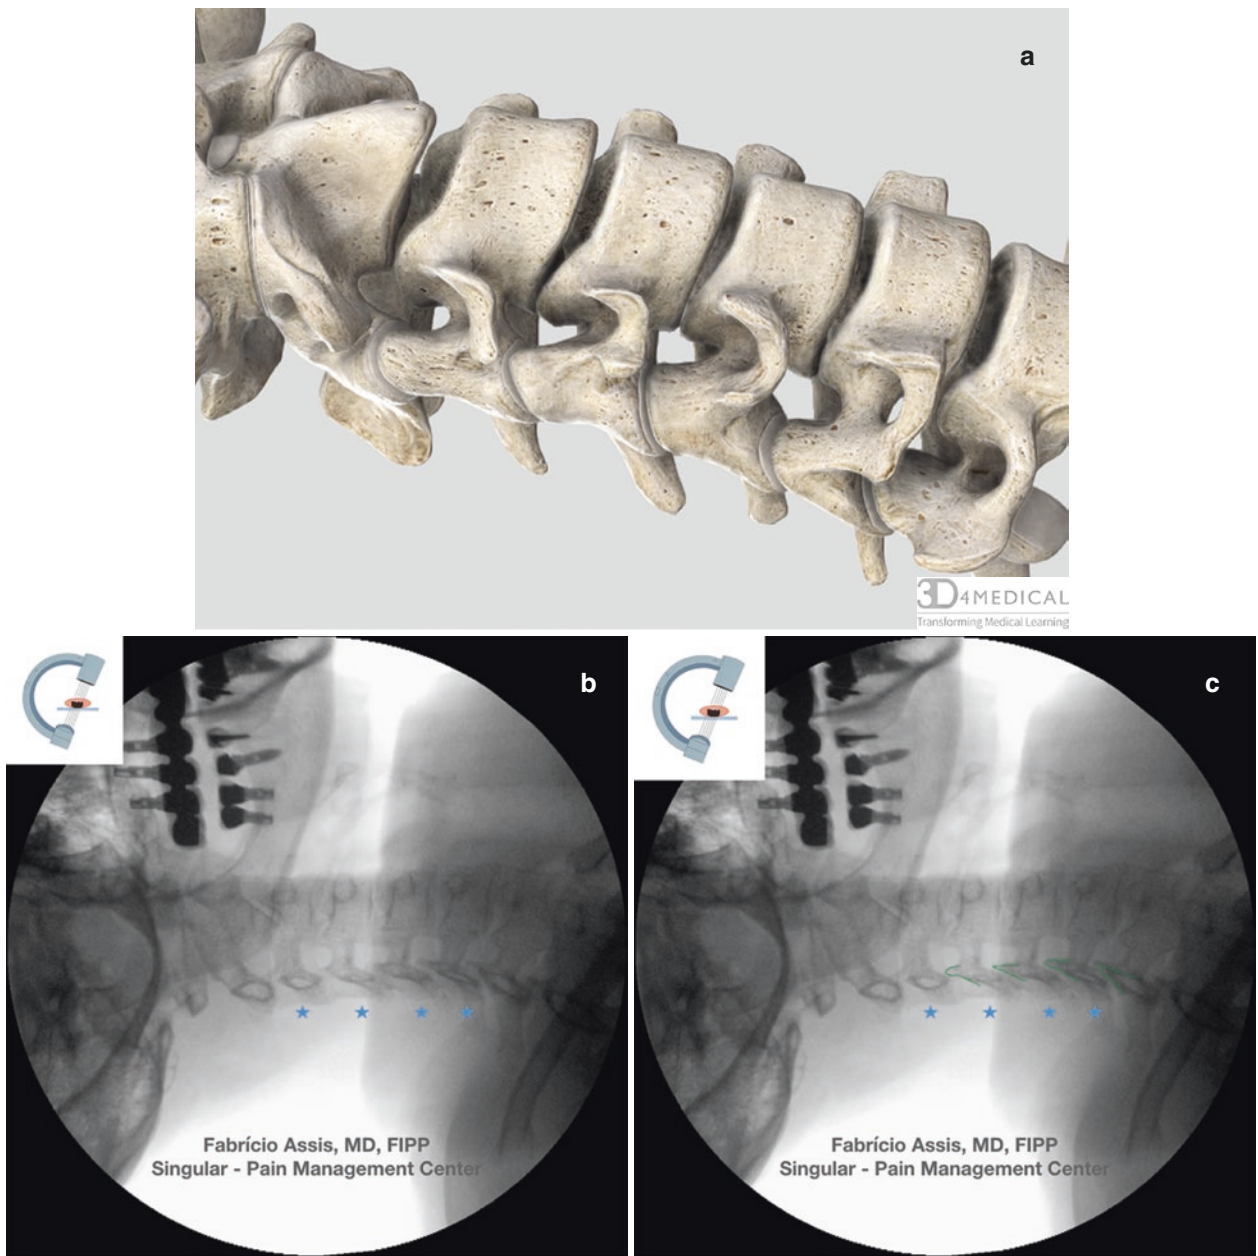 a
3D4MEDICAL
Transforming Medical Learning
b
Fabrício Assis, MD, FIPP
Singular - Pain Management Center
c
Fabrício Assis, MD, FIPP
Singular - Pain Management Center